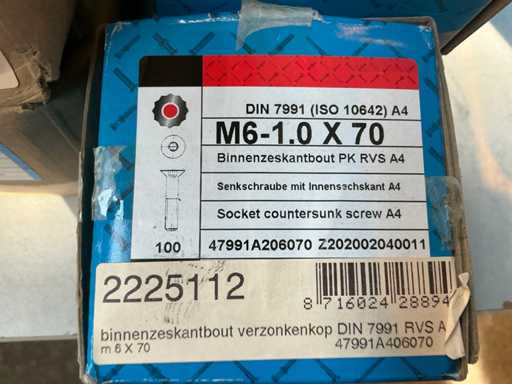 DIN 7991 (ISO 10642) A4
M6-1.0 X 70
Binnenzeskantbout PK RVS A4
Senkschraube mit Innensechskant A4
Socket countersunk screw A4
100
47991A206070 Z202002040011
2225112
8 716024 28894
binnenzeskantbout verzonkenkop DIN 7991 RVS A
m 6 X 70
47991A406070